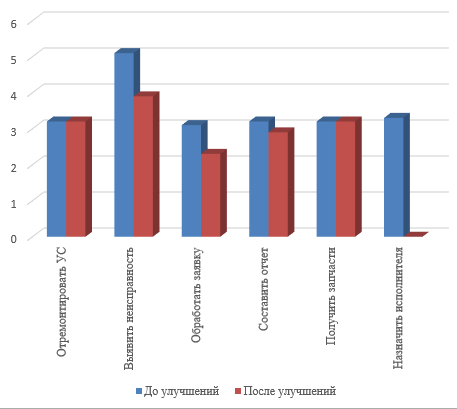 6
5
4
3
2
1
0
Отремонтировать УС
Выявить неисправность
Обработать заявку
Составить отчет
Получить запчасти
Назначить исполнителя
До улучшений После улучшений